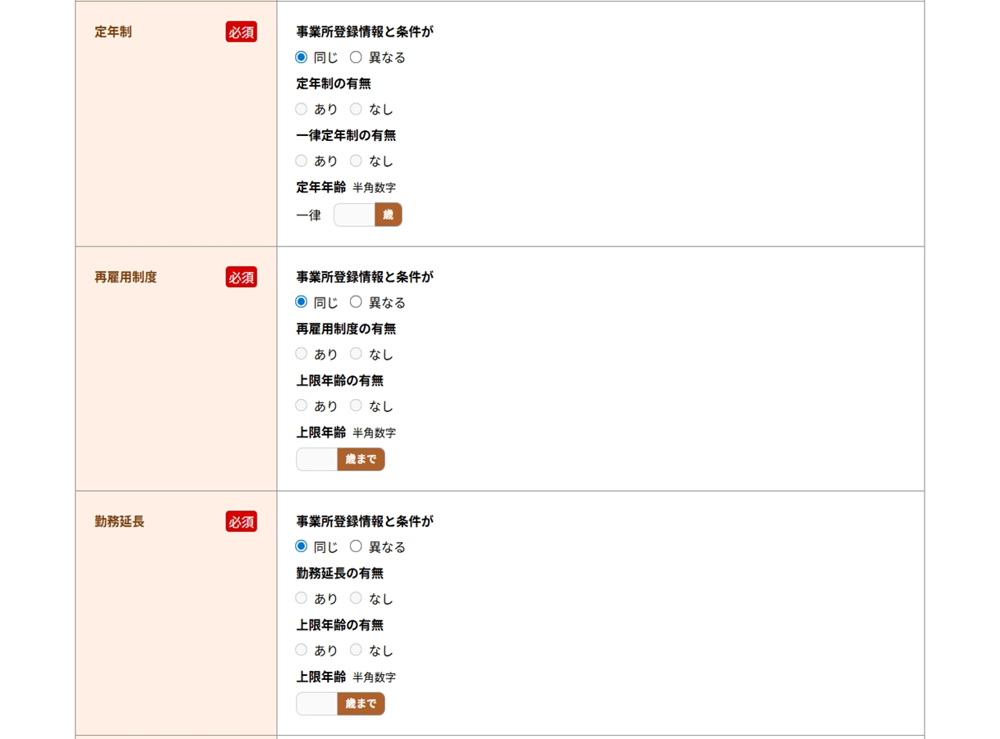 定年制 必須 事業所登録情報と条件が
同じ 異なる
定年制の有無
あり なし
一律定年制の有無
あり なし
定年年齢 半角数字
一律 歳
再雇用制度 必須 事業所登録情報と条件が
同じ 異なる
再雇用制度の有無
あり なし
上限年齢の有無
あり なし
上限年齢 半角数字
歳まで
勤務延長 必須 事業所登録情報と条件が
同じ 異なる
勤務延長の有無
あり なし
上限年齢の有無
あり なし
上限年齢 半角数字
歳まで